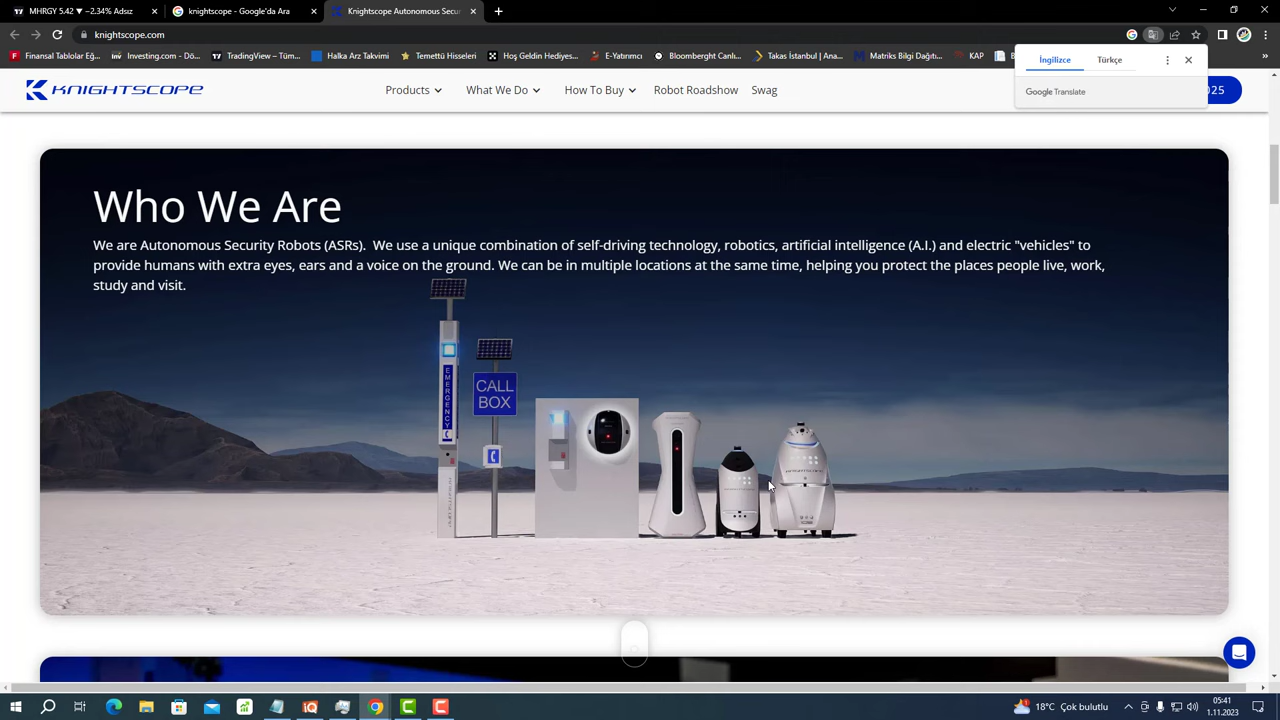 MHRGY 5.42 ▼ −2.34% Adsız
knightscope - Google'da Ara
Knightscope Autonomous Secur
knightscope.com
Finansal Tablolar Eğ...
Investing.com - Dö...
TradingView – Tüm...
Halka Arz Takvimi
Temettü Hisseleri
Hoş Geldin Hediyes...
E-Yatırımcı
Bloomberght Canlı...
Takas İstanbul | Ana...
Matriks Bilgi Dağıtı...
KAP
İngilizce
Türkçe
Google Translate
KNIGHTSCOPE
Products
What We Do
How To Buy
Robot Roadshow
Swag
025
Who We Are
We are Autonomous Security Robots (ASRs). We use a unique combination of self-driving technology, robotics, artificial intelligence (A.I.) and electric "vehicles" to
provide humans with extra eyes, ears and a voice on the ground. We can be in multiple locations at the same time, helping you protect the places people live, work,
study and visit.
EMERGENCY
CALL
BOX
18°C Çok bulutlu
05:41
1.11.2023